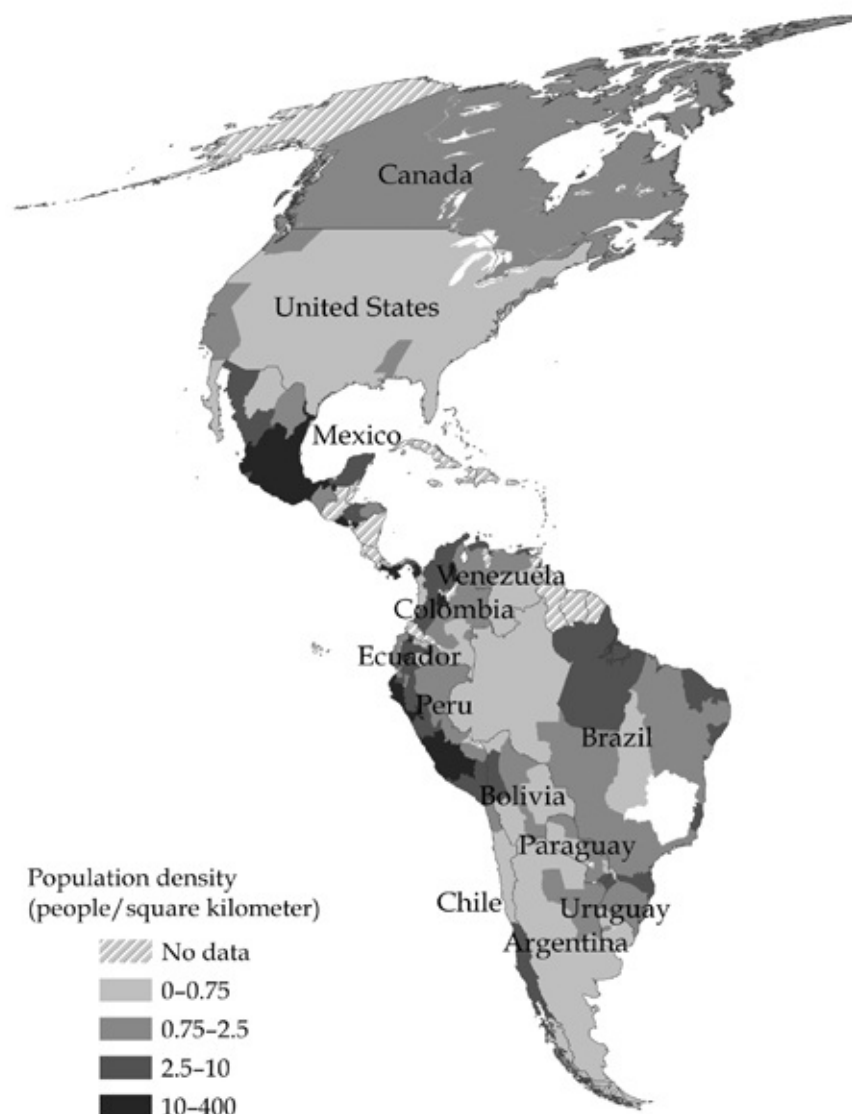 Canada
United States
Mexico
Venezuela
Colombia
Ecuador
Peru
Brazil
Bolivia
Paraguay
Chile
Uruguay
Argentina
Population density
(people/square kilometer)
No data
0–0.75
0.75–2.5
2.5–10
10–400